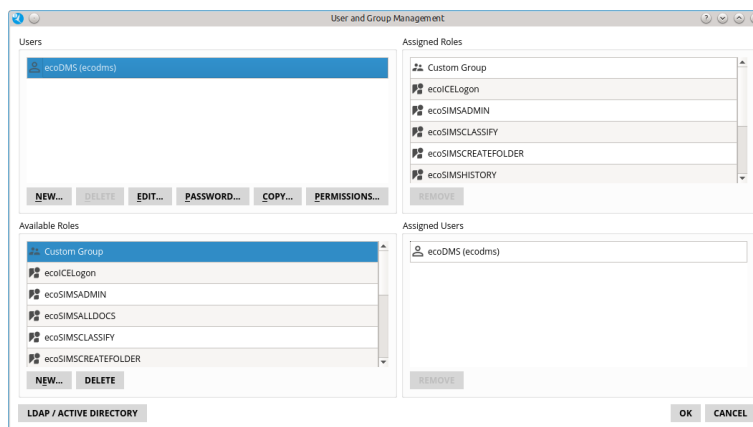 User and Group Management
Users
ecoDMS (ecodms)
NEW... DELETE EDIT... PASSWORD... COPY... PERMISSIONS...
Assigned Roles
Custom Group
ecoICELogon
ecoSIMSADMIN
ecoSIMSCLASSIFY
ecoSIMSCREATEFOLDER
ecoSIMSHISTORY
REMOVE
Available Roles
Custom Group
ecoICELogon
ecoSIMSADMIN
ecoSIMSALLDOCS
ecoSIMSCLASSIFY
ecoSIMSCREATEFOLDER
NEW... DELETE
Assigned Users
ecoDMS (ecodms)
REMOVE
LDAP / ACTIVE DIRECTORY
OK CANCEL